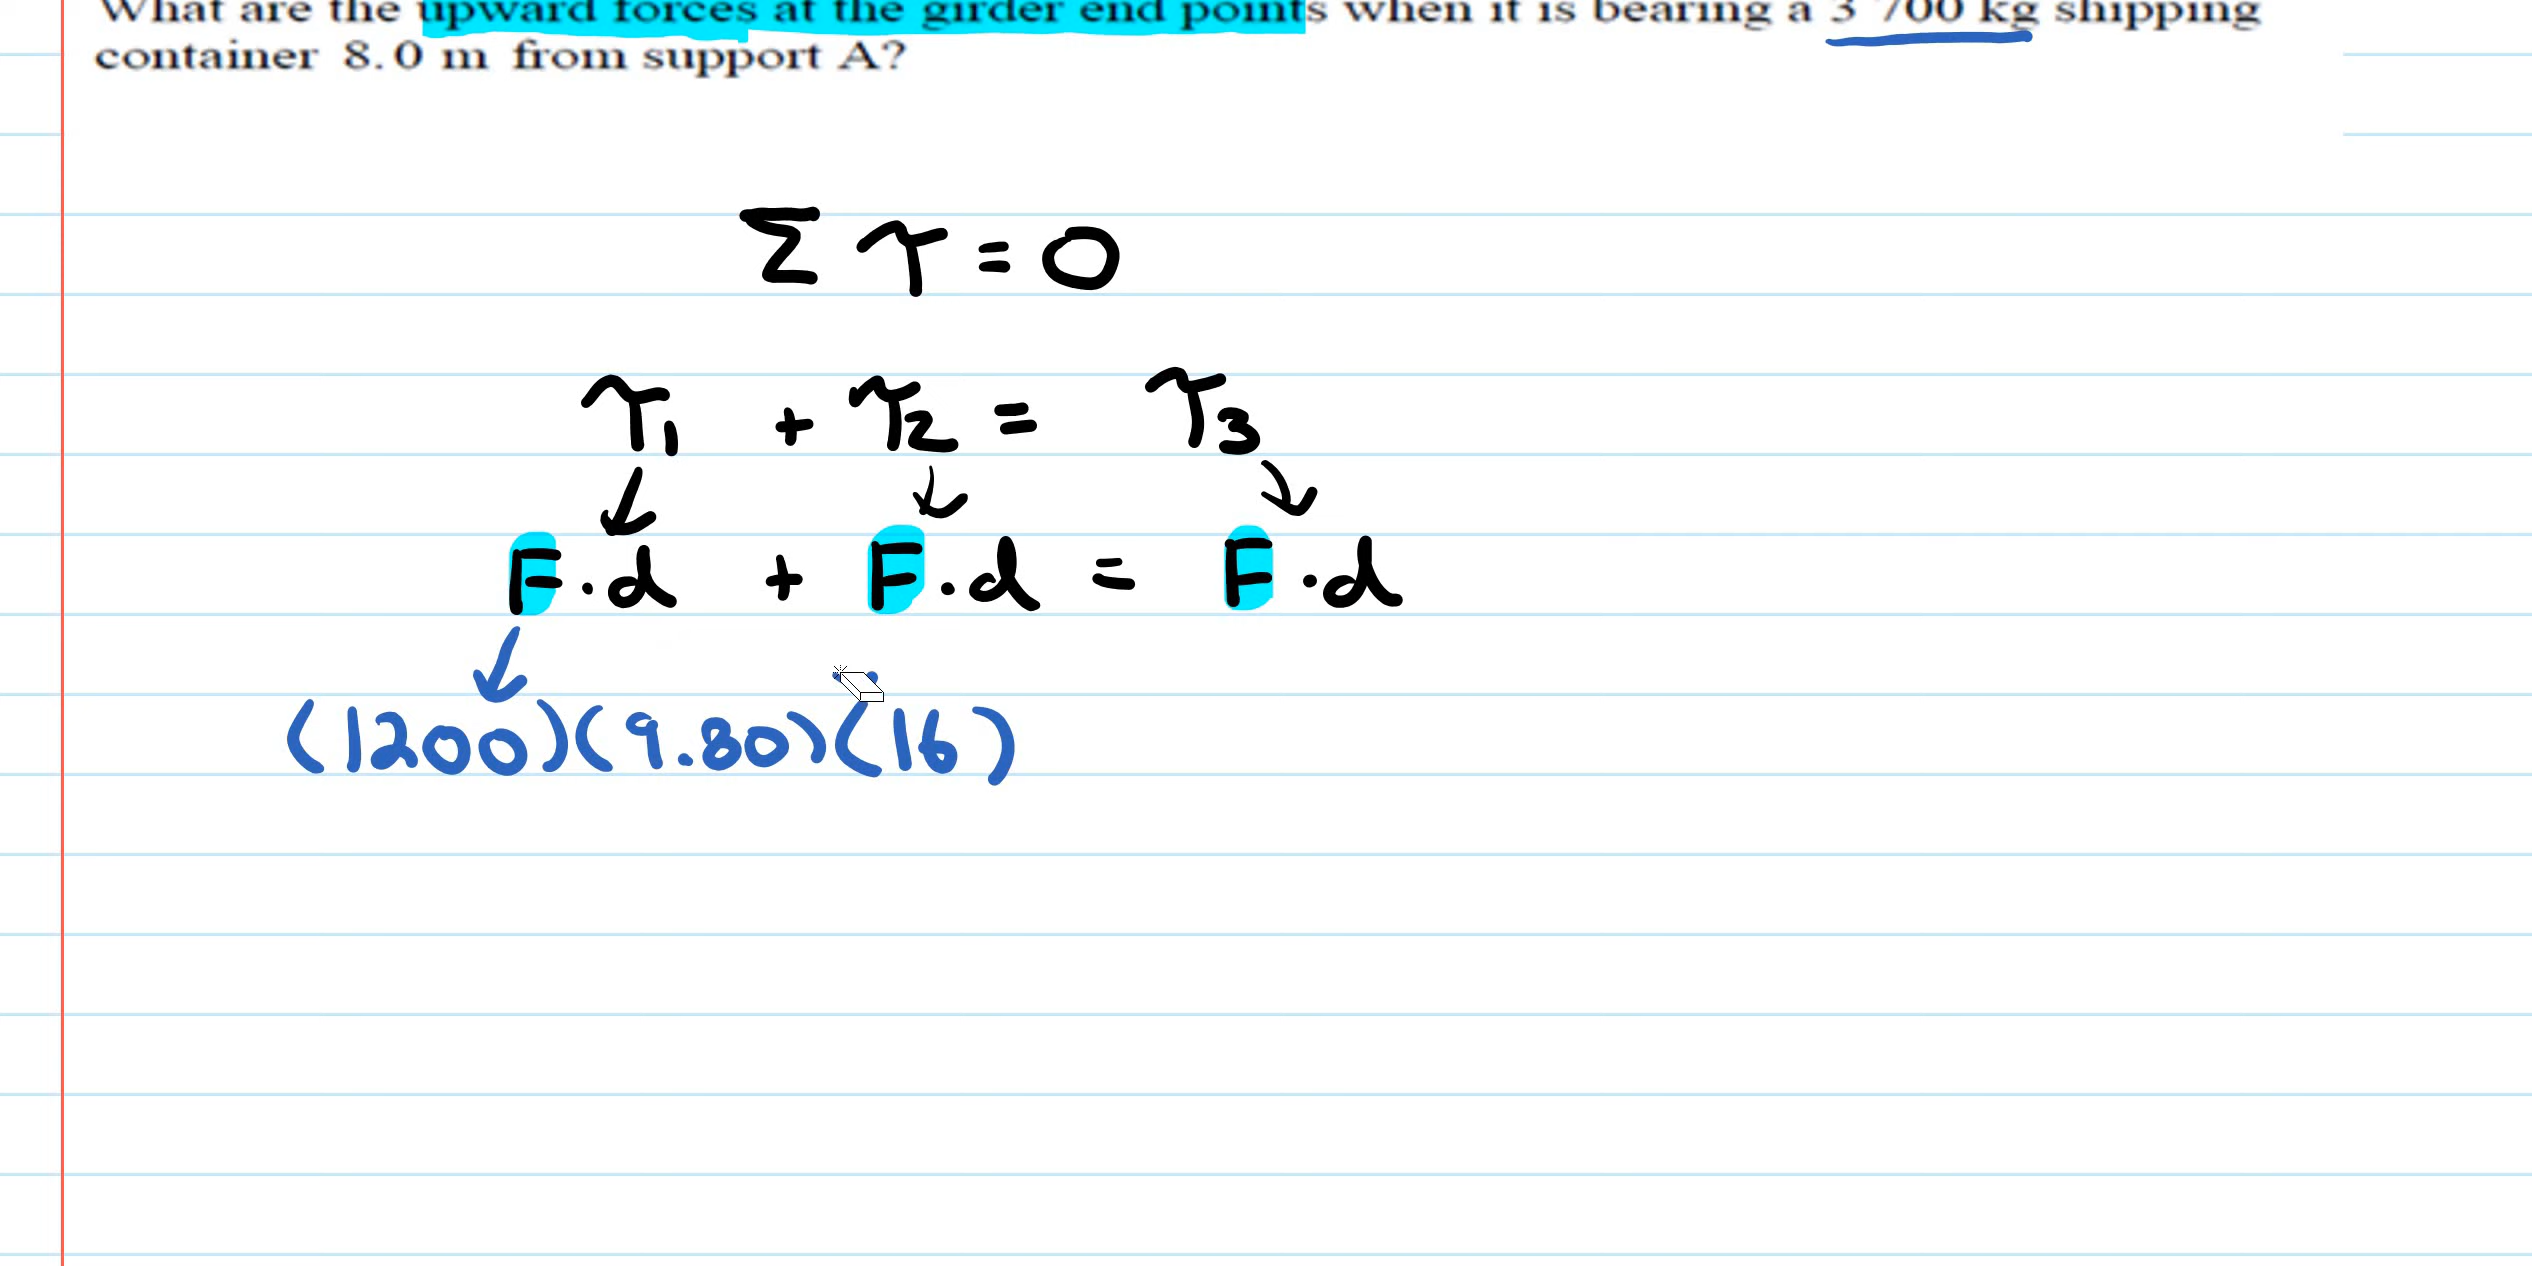 What are the upward forces at the girder end points when it is bearing a 3 700 kg shipping
container 8.0 m from support A?
Σ τ = 0
τ₁ + τ₂ = τ₃
F · d + F · d = F · d
(1200)(9.80)(16)